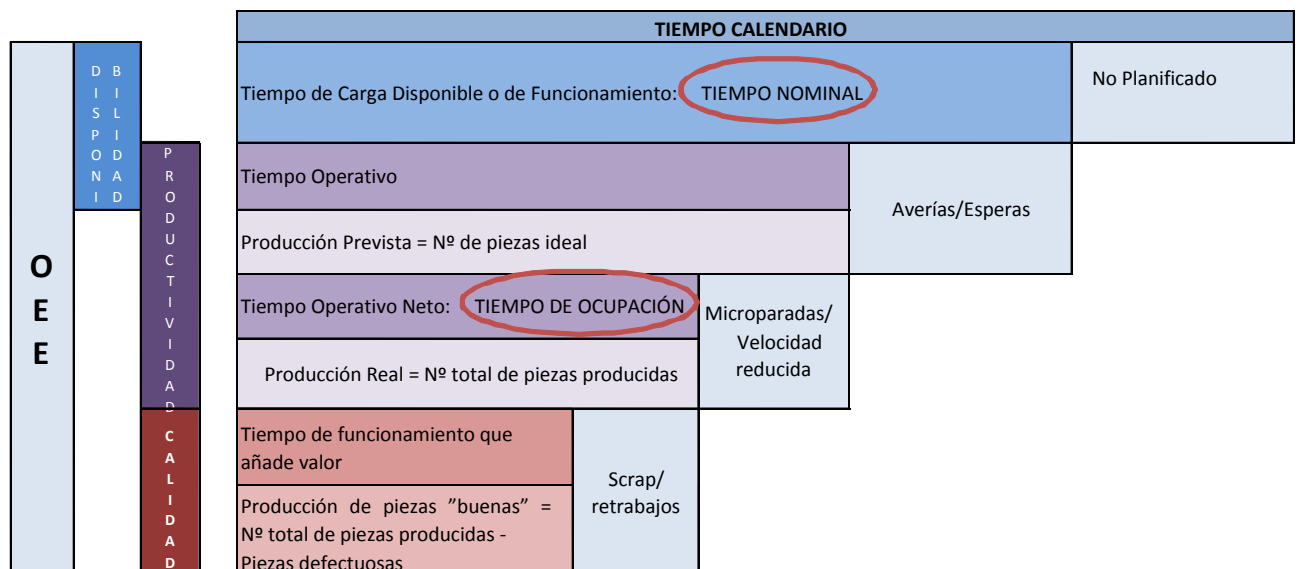 TIEMPO CALENDARIO
OEE
DISPONI
BILIDAD
PRODUCTIVIDAD
CALIDAD
Tiempo de Carga Disponible o de Funcionamiento: TIEMPO NOMINAL
No Planificado
Tiempo Operativo
Averías/Esperas
Producción Prevista = Nº de piezas ideal
Tiempo Operativo Neto: TIEMPO DE OCUPACIÓN
Microparadas/
Velocidad
reducida
Producción Real = Nº total de piezas producidas
Tiempo de funcionamiento que
añade valor
Scrap/
retrabajos
Producción de piezas ”buenas” =
Nº total de piezas producidas -
Piezas defectuosas